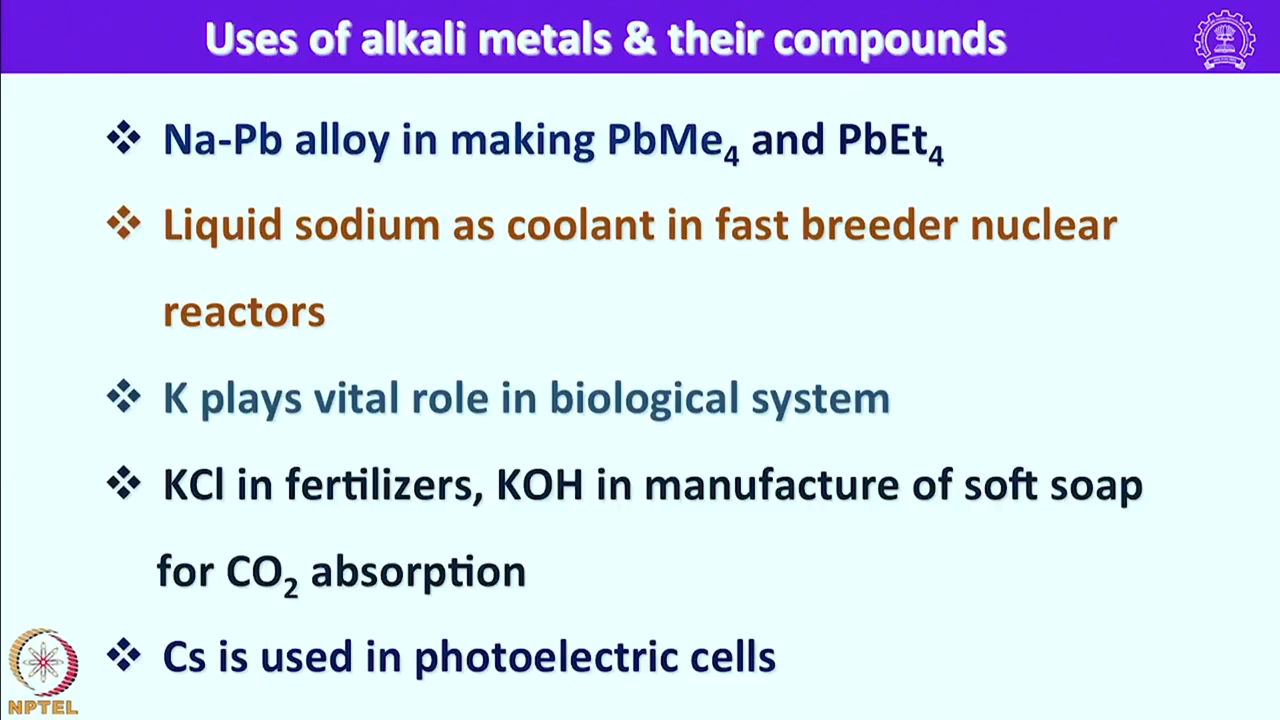 Uses of alkali metals & their compounds
❖ Na-Pb alloy in making PbMe₄ and PbEt₄
❖ Liquid sodium as coolant in fast breeder nuclear
reactors
❖ K plays vital role in biological system
❖ KCl in fertilizers, KOH in manufacture of soft soap
for CO₂ absorption
❖ Cs is used in photoelectric cells
NPTEL